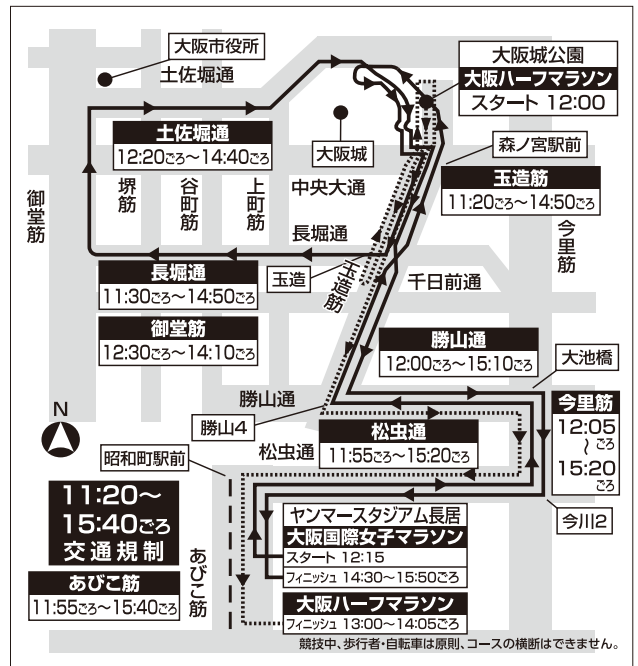 大阪市役所
土佐堀通
大阪城公園
大阪ハーフマラソン
スタート 12:00
土佐堀通
12:20ごろ～14:40ごろ
大阪城
森ノ宮駅前
玉造筋
11:20ごろ～14:50ごろ
御堂筋
堺筋
谷町筋
上町筋
中央大通
今里筋
長堀通
長堀通
11:30ごろ～14:50ごろ
玉造
玉造筋
千日前通
御堂筋
12:30ごろ～14:10ごろ
勝山通
12:00ごろ～15:10ごろ
大池橋
勝山通
勝山4
今里筋
12:05ごろ
～
15:20ごろ
N
松虫通
11:55ごろ～15:20ごろ
松虫通
昭和町駅前
今川2
11:20～
15:40ごろ
交通規制
あびこ筋
ヤンマースタジアム長居
大阪国際女子マラソン
スタート 12:15
フィニッシュ 14:30～15:50ごろ
あびこ筋
11:55ごろ～15:40ごろ
大阪ハーフマラソン
フィニッシュ 13:00～14:05ごろ
競技中、歩行者・自転車は原則、コースの横断はできません。